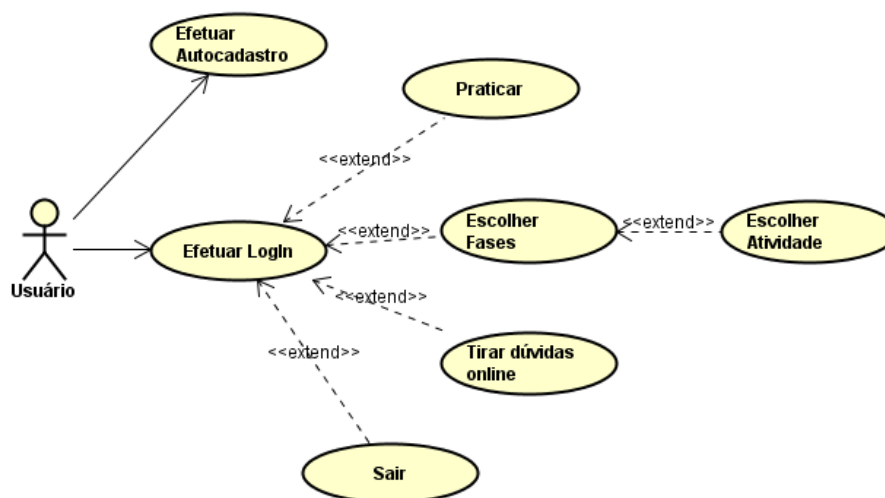 Efetuar
Autocadastro
Praticar
<<extend>>
Efetuar LogIn
<<extend>>
Escolher
Fases
<<extend>>
Escolher
Atividade
Usuário
<<extend>>
Tirar dúvidas
online
<<extend>>
Sair